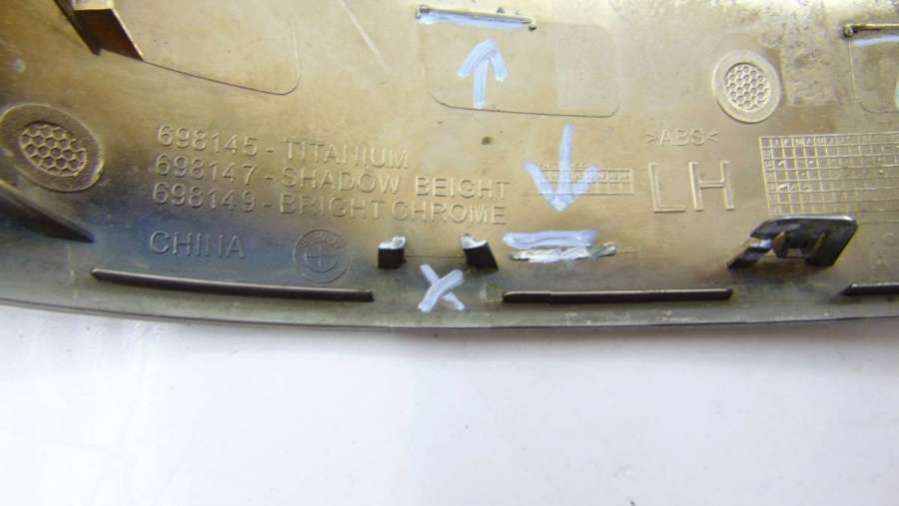 698145 - TITANIUM
698147 - SHADOW BEIGHT
698149 - BRIGHT CHROME
CHINA
>ABS<
LH
X